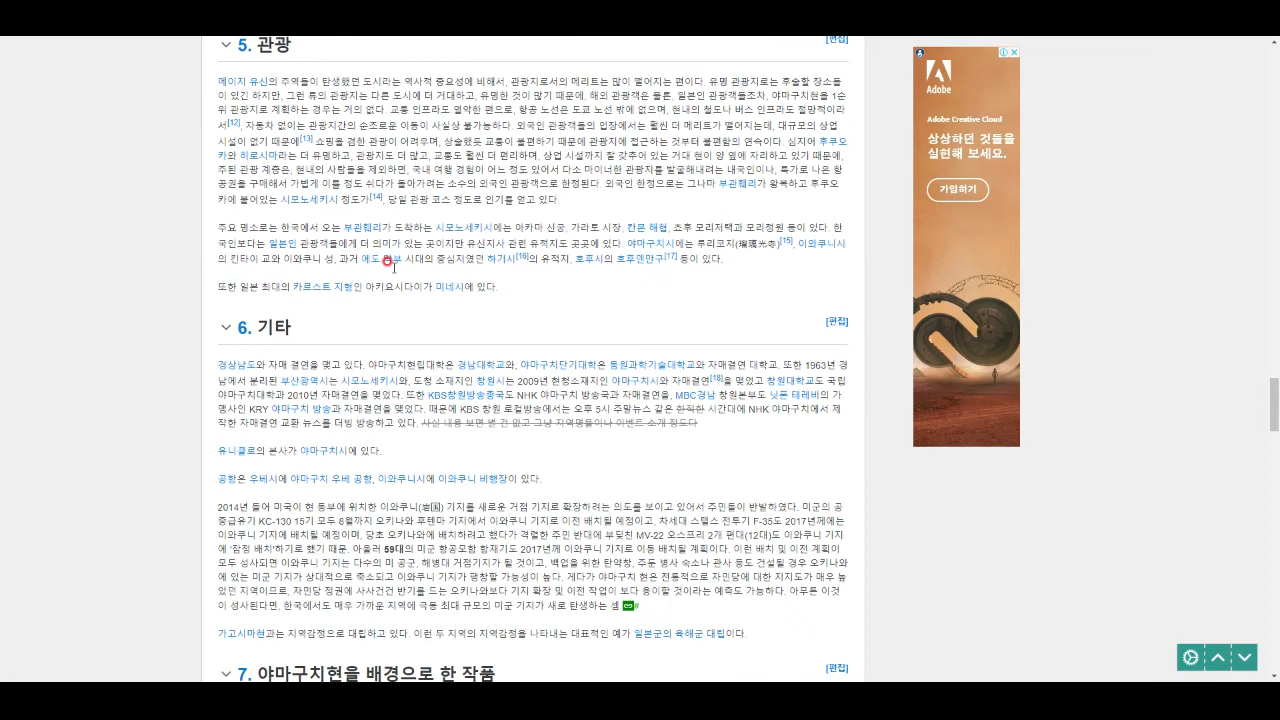 5. 관광
[편집]
메이지 유신의 주역들이 탄생했던 도시라는 역사적 중요성에 비해서, 관광지로서의 메리트는 많이 떨어지는 편이다. 유명 관광지로는 후술할 장소들
이 있긴 하지만, 그런 류의 관광지는 다른 도시에 더 거대하고, 유명한 것이 많기 때문에, 해외 관광객은 물론, 일본인 관광객들조차, 야마구치현을 1순
위 관광지로 계획하는 경우는 거의 없다. 교통 인프라도 열악한 편으로, 항공 노선은 도쿄 노선 밖에 없으며, 현내의 철도나 버스 인프라도 절망적이라
서[12], 자동차 없이는 관광지간의 순조로운 이동이 사실상 불가능하다. 외국인 관광객들의 입장에서는 훨씬 더 메리트가 떨어지는데, 대규모의 상업
시설이 없기 때문에[13]쇼핑을 겸한 관광이 어려우며, 상술했듯 교통이 불편하기 때문에 관광지에 접근하는 것부터 불편함의 연속이다. 심지어 후쿠오
카와 히로시마라는 더 유명하고, 관광지도 더 많고, 교통도 훨씬 더 편리하며, 상업 시설까지 잘 갖추어 있는 거대 현이 양 옆에 자리하고 있기 때문에,
주된 관광 계층은, 현내의 사람들을 제외하면, 국내 여행 경험이 어느 정도 있어서 다소 마이너한 관광지를 발굴해내려는 내국인이나, 특가로 나온 항
공권을 구매해서 가볍게 이틀 정도 쉬다가 돌아가려는 소수의 외국인 관광객으로 한정된다. 외국인 한정으로는 그나마 부관훼리가 왕복하고 후쿠오
카에 붙어있는 시모노세키시 정도가[14], 당일 관광 코스 정도로 인기를 얻고 있다.
주요 명소로는 한국에서 오는 부관훼리가 도착하는 시모노세키시에는 아카마 신궁, 가라토 시장, 칸몬 해협, 쵸후 모리저택과 모리정원 등이 있다. 한
국인보다는 일본인 관광객들에게 더 의미가 있는 곳이지만 유신지사 관련 유적지도 곳곳에 있다. 야마구치시에는 루리코지(瑠璃光寺)[15], 이와쿠니시
의 킨타이 교와 이와쿠니 성, 과거 에도 막부 시대의 중심지였던 하기시[16]의 유적지, 호후시의 호후텐만구[17] 등이 있다.
또한 일본 최대의 카르스트 지형인 아키요시다이가 미네시에 있다.
6. 기타
[편집]
경상남도와 자매 결연을 맺고 있다. 야마구치현립대학은 경남대학교와, 야마구치단기대학은 동원과학기술대학교와 자매결연 대학교. 또한 1963년 경
남에서 분리된 부산광역시는 시모노세키시와, 도청 소재지인 창원시는 2009년 현청소재지인 야마구치시와 자매결연[18]을 맺었고 창원대학교도 국립
야마구치대학과 2010년 자매결연을 맺었다. 또한 KBS창원방송총국도 NHK 야마구치 방송국과 자매결연을, MBC경남 창원본부도 닛폰 테레비의 가
맹사인 KRY 야마구치 방송과 자매결연을 맺었다. 때문에 KBS 창원 로컬방송에서는 오후 5시 주말뉴스 같은 한적한 시간대에 NHK 야마구치에서 제
작한 자매결연 교환 뉴스를 더빙 방송하고 있다. 사실 내용 보면 별 건 없고 그냥 지역명들이나 이벤트 소개 정도다
유니클로의 본사가 야마구치시에 있다.
공항은 우베시에 야마구치 우베 공항, 이와쿠니시에 이와쿠니 비행장이 있다.
2014년 들어 미국이 현 동부에 위치한 이와쿠니(岩国) 기지를 새로운 거점 기지로 확장하려는 의도를 보이고 있어서 주민들이 반발하였다. 미군의 공
중급유기 KC-130 15기 모두 8월까지 오키나와 후텐마 기지에서 이와쿠니 기지로 이전 배치될 예정이고, 차세대 스텔스 전투기 F-35도 2017년께에는
이와쿠니 기지에 배치될 예정이며, 당초 오키나와에 배치하려고 했다가 격렬한 주민 반대에 부딪친 MV-22 오스프리 2개 편대(12대)도 이와쿠니 기지
에 '잠정 배치'하기로 했기 때문. 아울러 59대의 미군 항공모함 함재기도 2017년께 이와쿠니 기지로 이동 배치될 계획이다. 이런 배치 및 이전 계획이
모두 성사되면 이와쿠니 기지는 다수의 미 공군, 해병대 거점기지가 될 것이고, 백업을 위한 탄약창, 주둔 병사 숙소나 관사 등도 건설될 경우 오키나와
에 있는 미군 기지가 상대적으로 축소되고 이와쿠니 기지가 팽창할 가능성이 높다. 게다가 야마구치 현은 전통적으로 자민당에 대한 지지도가 매우 높
았던 지역이므로, 자민당 정권에 사사건건 반기를 드는 오키나와보다 기지 확장 및 이전 작업이 보다 용이할 것이라는 예측도 가능하다. 아무튼 이것
이 성사된다면, 한국에서도 매우 가까운 지역에 극동 최대 규모의 미군 기지가 새로 탄생하는 셈 #
가고시마현과는 지역감정으로 대립하고 있다. 이런 두 지역의 지역감정을 나타내는 대표적인 예가 일본군의 육해군 대립이다.
7. 야마구치현을 배경으로 한 작품
[편집]
Adobe
Adobe Creative Cloud
상상하던 것들을
실현해 보세요.
가입하기